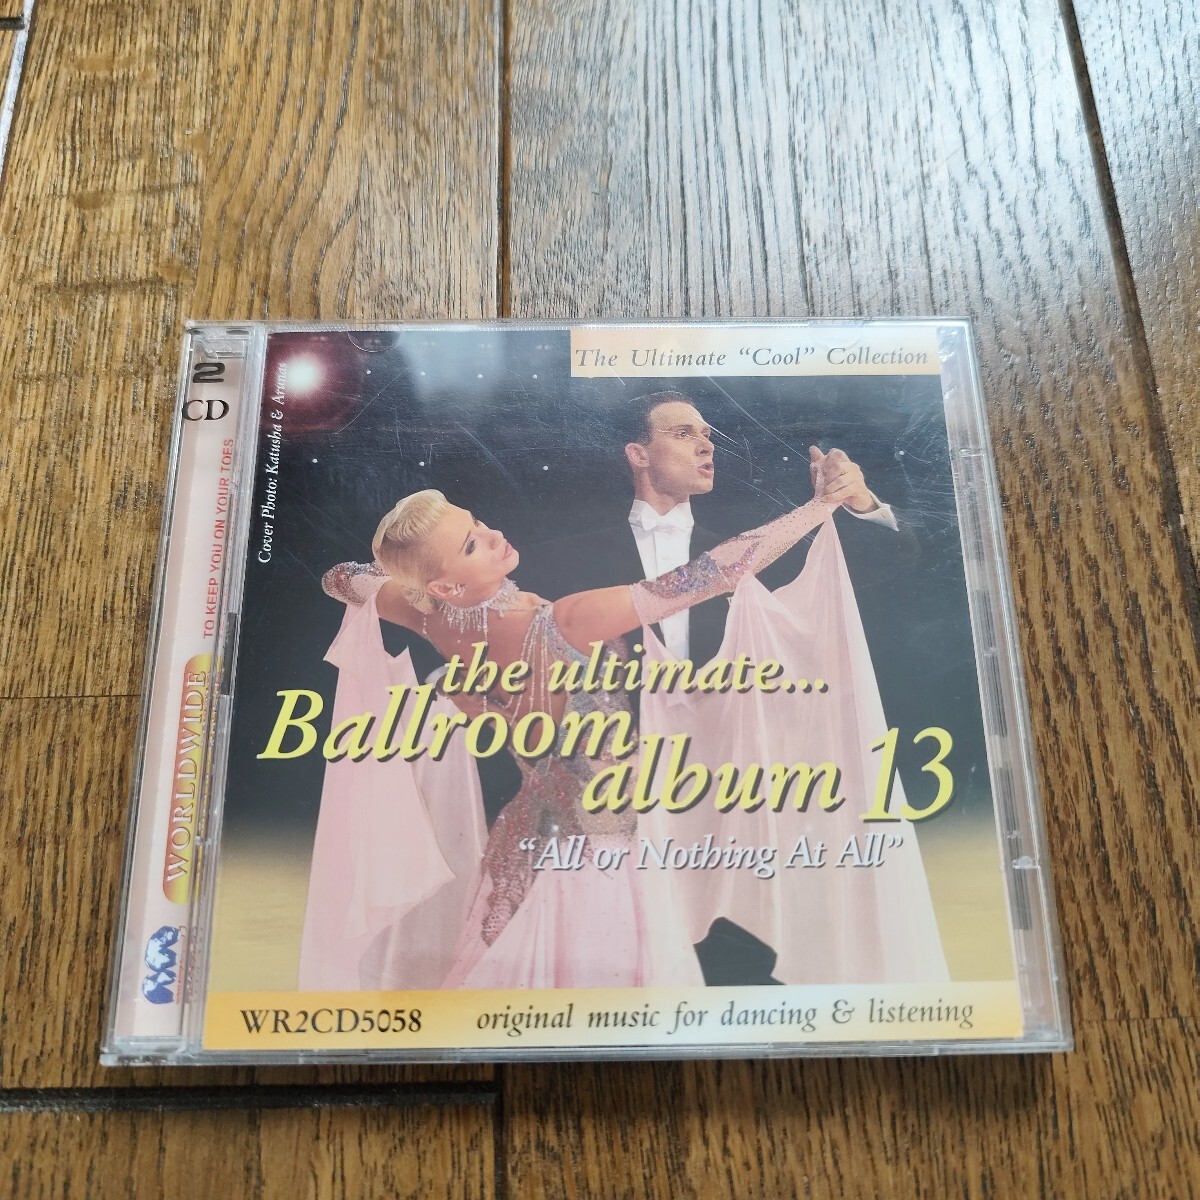 2
CD
TO KEEP YOU ON YOUR TOES
WORLDWIDE
Cover Photo: Katusha & Arunas
The Ultimate “Cool” Collection
the ultimate...
Ballroom
album 13
“All or Nothing At All”
WR2CD5058
original music for dancing & listening